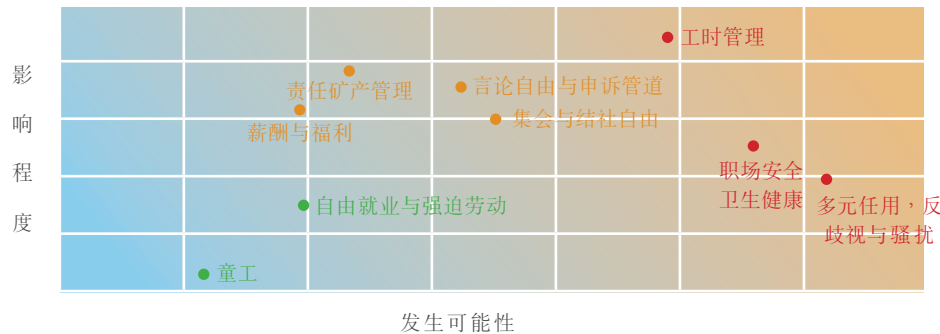 影响程度
工时管理
责任矿产管理
言论自由与申诉管道
集会与结社自由
薪酬与福利
职场安全
卫生健康
多元任用，反
歧视与骚扰
自由就业与强迫劳动
童工
发生可能性